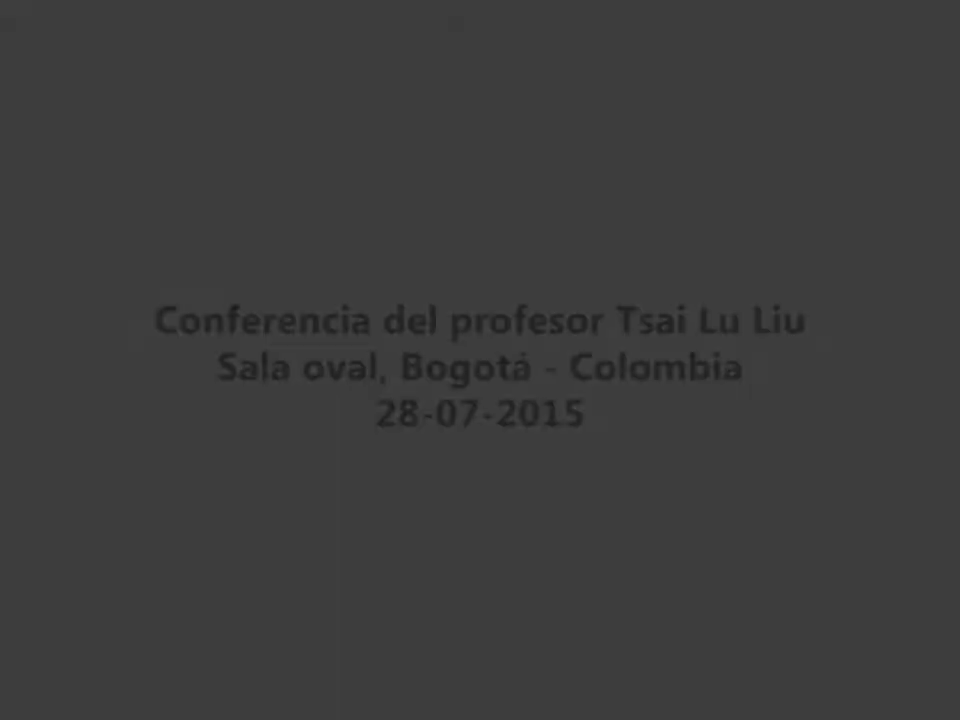 Conferencia del profesor Tsai Lu Liu
Sala oval, Bogotá - Colombia
28-07-2015